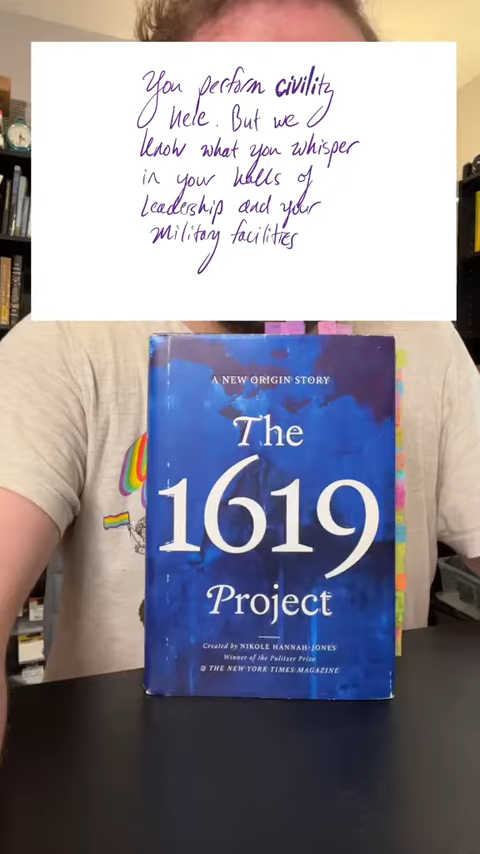 You perform civility
here. But we
know what you whisper
in your halls of
leadership and your
military facilities
A NEW ORIGIN STORY
The
1619
Project
Created by NIKOLE HANNAH-JONES
Winner of the Pulitzer Prize
& THE NEW YORK TIMES MAGAZINE